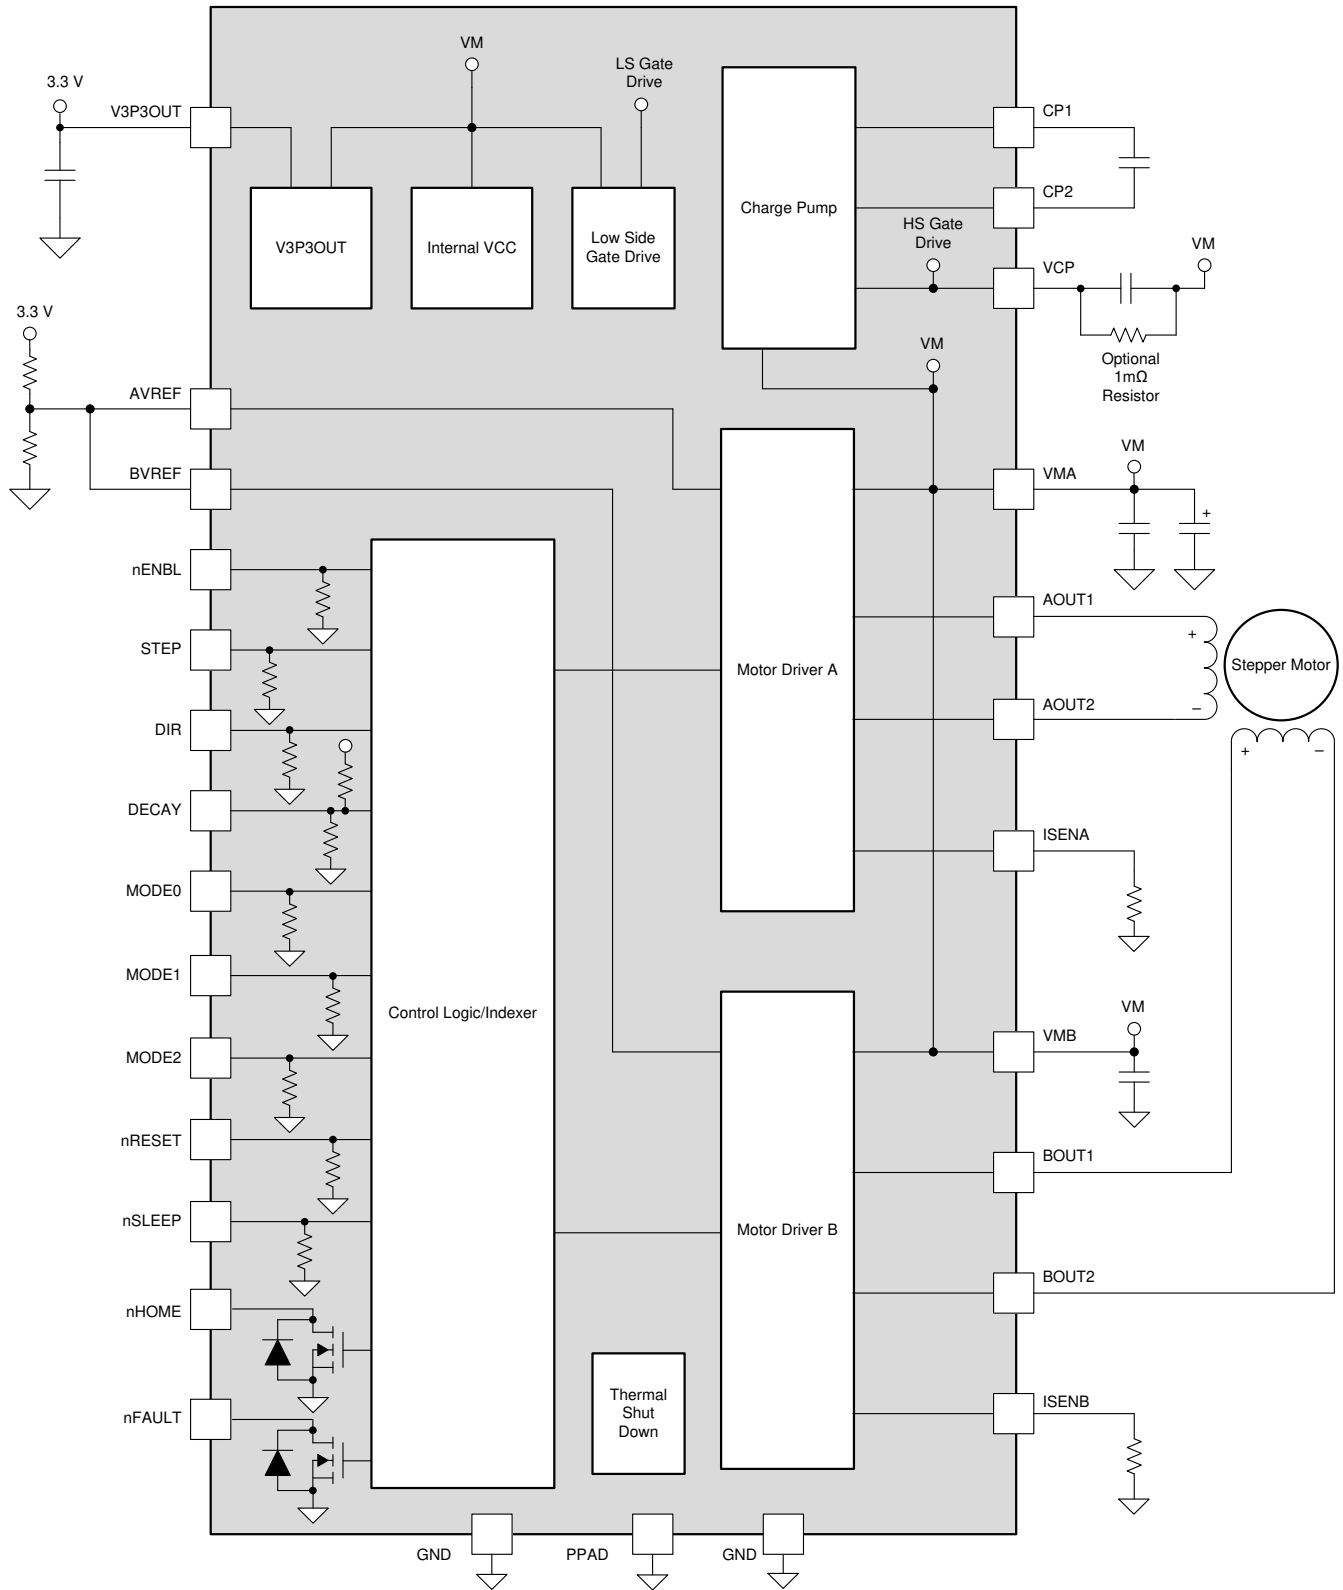 VM
LS Gate
Drive
3.3 V
V3P3OUT
CP1
CP2
Charge Pump
HS Gate
Drive
V3P3OUT
Internal VCC
Low Side
Gate Drive
VCP
VM
3.3 V
VM
Optional
1mΩ
Resistor
AVREF
BVREF
VM
VMA
+
nENBL
STEP
DIR
DECAY
MODE0
MODE1
MODE2
nRESET
nSLEEP
nHOME
nFAULT
Control Logic/Indexer
Motor Driver A
AOUT1
+
Stepper Motor
AOUT2
–
+
–
ISENA
VM
VMB
BOUT1
Motor Driver B
BOUT2
Thermal
Shut
Down
ISENB
GND
PPAD
GND